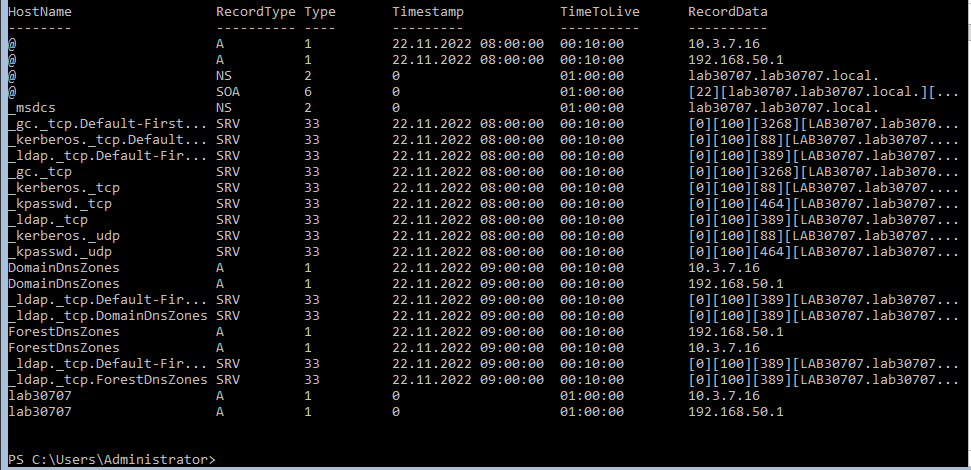 HostName RecordType Type Timestamp TimeToLive RecordData
-------- ---------- ---- --------- ---------- ----------
@ A 1 22.11.2022 08:00:00 00:10:00 10.3.7.16
@ A 1 22.11.2022 08:00:00 00:10:00 192.168.50.1
@ NS 2 0 01:00:00 lab30707.lab30707.local.
@ SOA 6 0 01:00:00 [22][lab30707.lab30707.local.][...
_msdcs NS 2 0 01:00:00 lab30707.lab30707.local.
_gc._tcp.Default-First... SRV 33 22.11.2022 08:00:00 00:10:00 [0][100][3268][LAB30707.lab3070...
_kerberos._tcp.Default... SRV 33 22.11.2022 08:00:00 00:10:00 [0][100][88][LAB30707.lab30707....
_ldap._tcp.Default-Fir... SRV 33 22.11.2022 08:00:00 00:10:00 [0][100][389][LAB30707.lab30707...
_gc._tcp SRV 33 22.11.2022 08:00:00 00:10:00 [0][100][3268][LAB30707.lab3070...
_kerberos._tcp SRV 33 22.11.2022 08:00:00 00:10:00 [0][100][88][LAB30707.lab30707....
_kpasswd._tcp SRV 33 22.11.2022 08:00:00 00:10:00 [0][100][464][LAB30707.lab30707...
_ldap._tcp SRV 33 22.11.2022 08:00:00 00:10:00 [0][100][389][LAB30707.lab30707...
_kerberos._udp SRV 33 22.11.2022 08:00:00 00:10:00 [0][100][88][LAB30707.lab30707....
_kpasswd._udp SRV 33 22.11.2022 08:00:00 00:10:00 [0][100][464][LAB30707.lab30707...
DomainDnsZones A 1 22.11.2022 09:00:00 00:10:00 10.3.7.16
DomainDnsZones A 1 22.11.2022 09:00:00 00:10:00 192.168.50.1
_ldap._tcp.Default-Fir... SRV 33 22.11.2022 09:00:00 00:10:00 [0][100][389][LAB30707.lab30707...
_ldap._tcp.DomainDnsZones SRV 33 22.11.2022 09:00:00 00:10:00 [0][100][389][LAB30707.lab30707...
ForestDnsZones A 1 22.11.2022 09:00:00 00:10:00 192.168.50.1
ForestDnsZones A 1 22.11.2022 09:00:00 00:10:00 10.3.7.16
_ldap._tcp.Default-Fir... SRV 33 22.11.2022 09:00:00 00:10:00 [0][100][389][LAB30707.lab30707...
_ldap._tcp.ForestDnsZones SRV 33 22.11.2022 09:00:00 00:10:00 [0][100][389][LAB30707.lab30707...
lab30707 A 1 0 01:00:00 10.3.7.16
lab30707 A 1 0 01:00:00 192.168.50.1
PS C:\Users\Administrator>